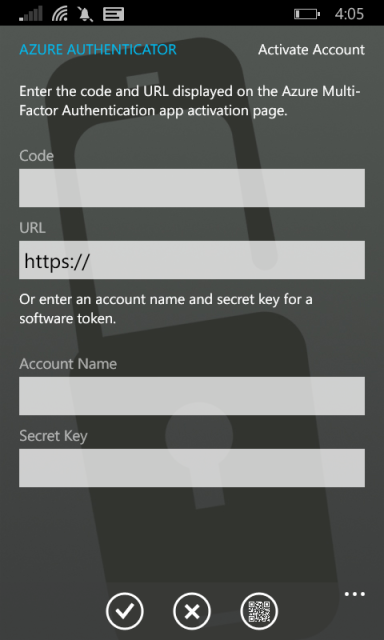 4:05
AZURE AUTHENTICATOR Activate Account
Enter the code and URL displayed on the Azure Multi-
Factor Authentication app activation page.
Code
URL
https://
Or enter an account name and secret key for a
software token.
Account Name
Secret Key